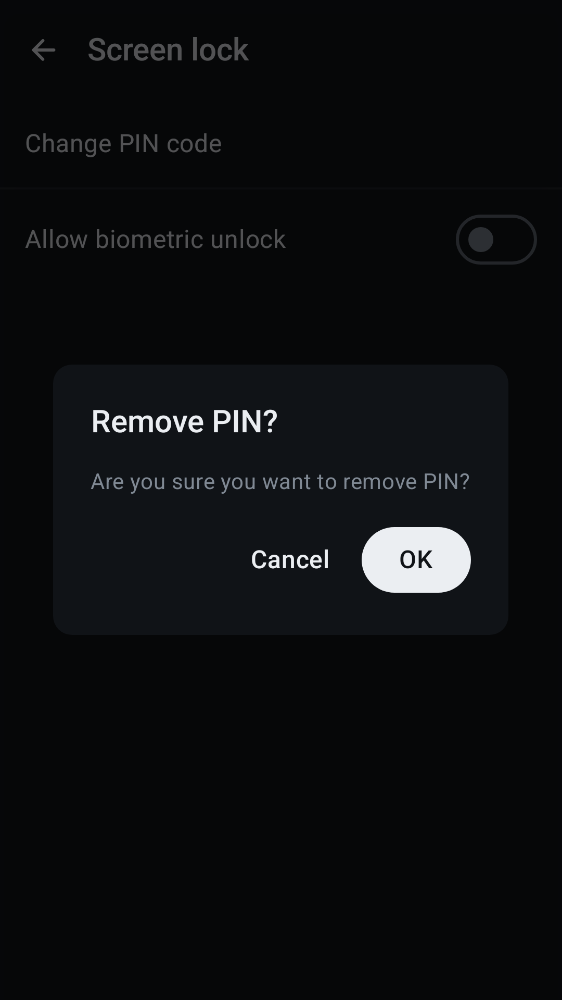 Screen lock
Change PIN code
Allow biometric unlock
Remove PIN?
Are you sure you want to remove PIN?
Cancel
OK